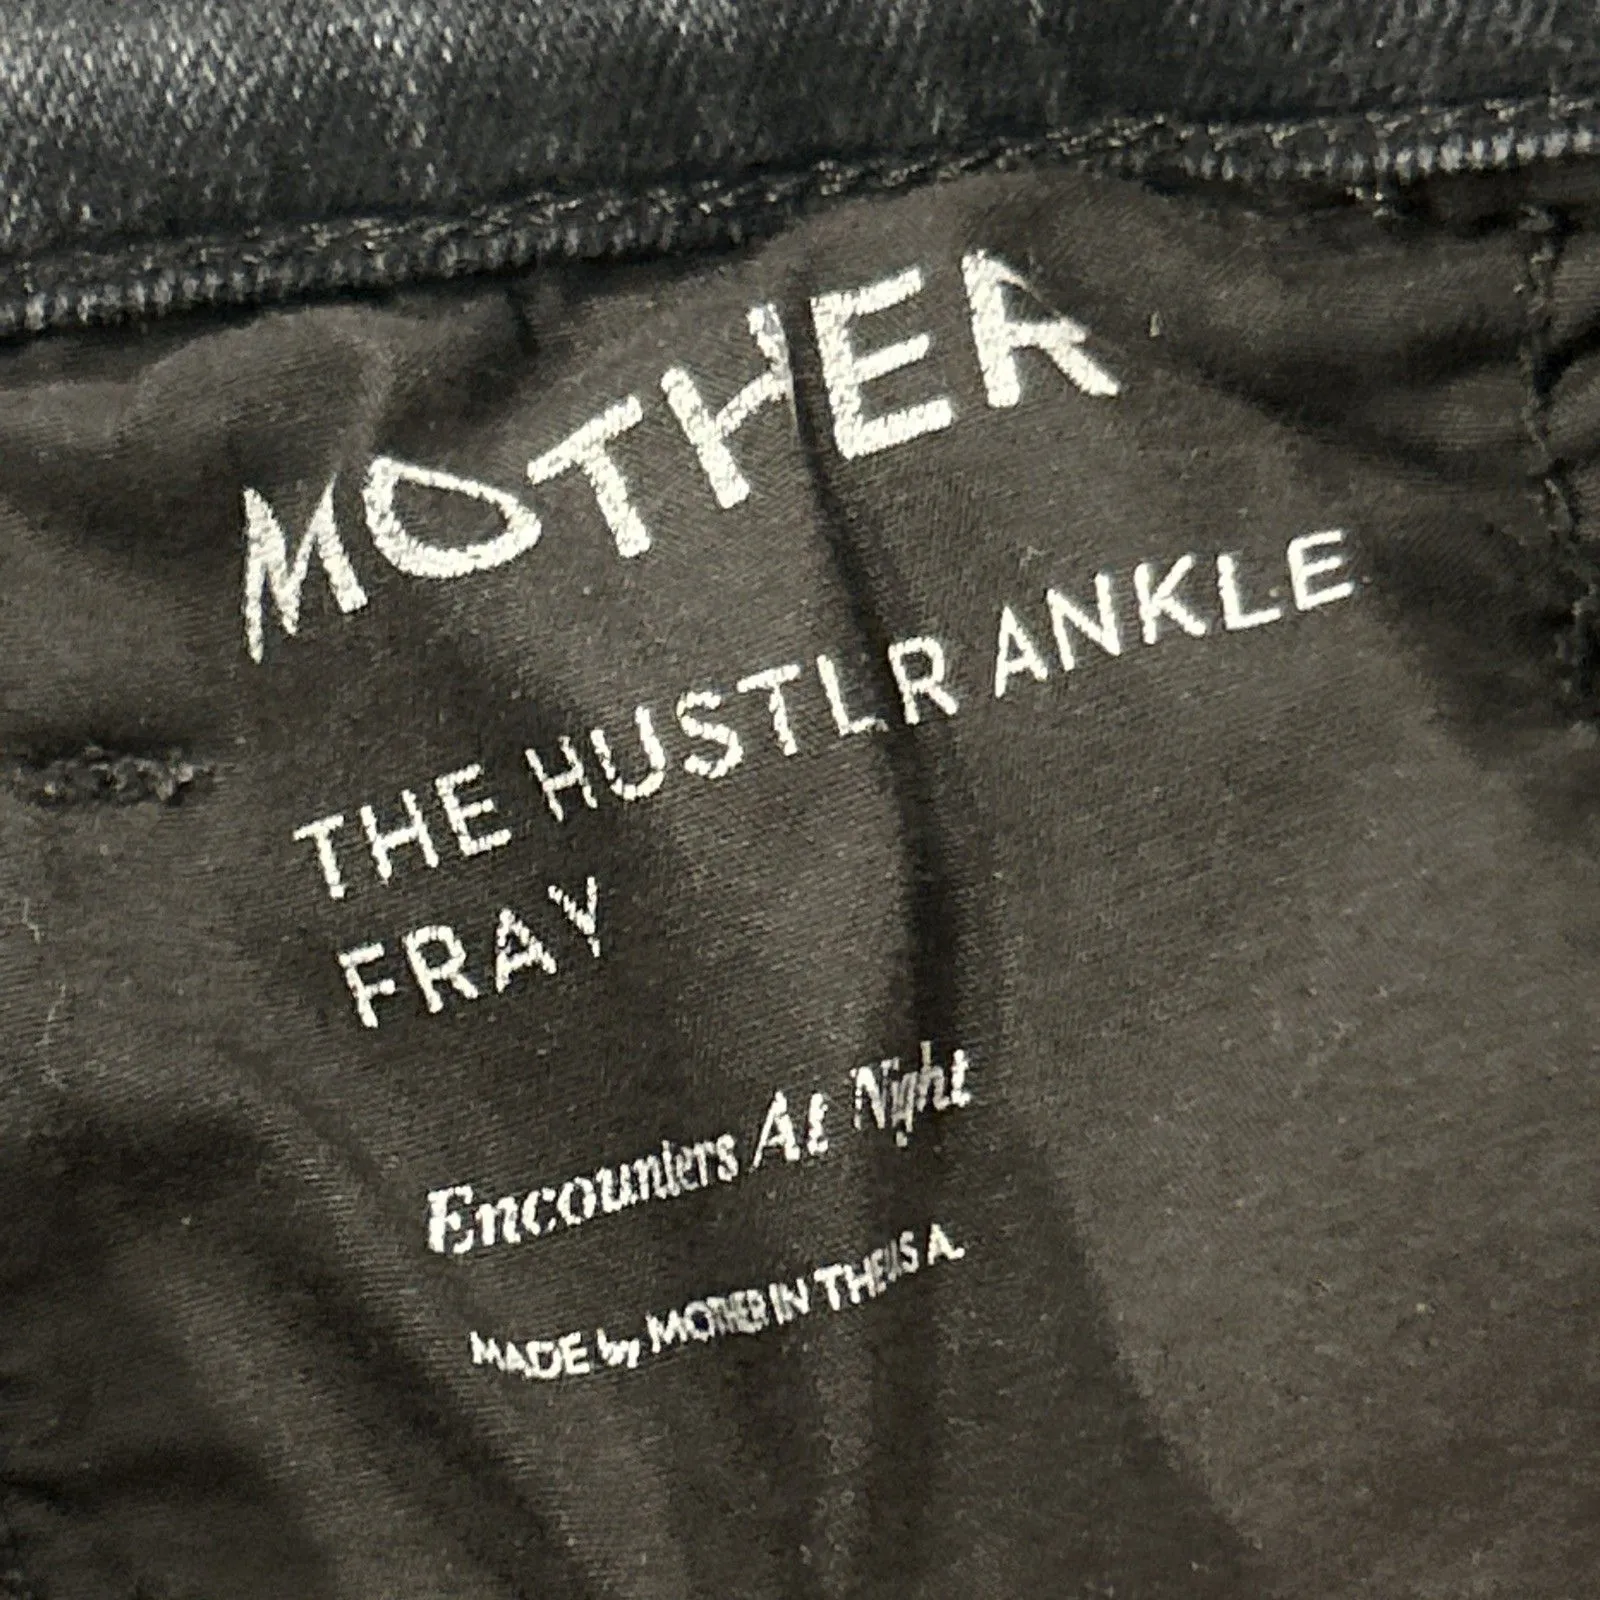 MOTHER
THE HUSTLR ANKLE
FRAY
Encounters At Night
MADE by MOTHER IN THE U.S.A.